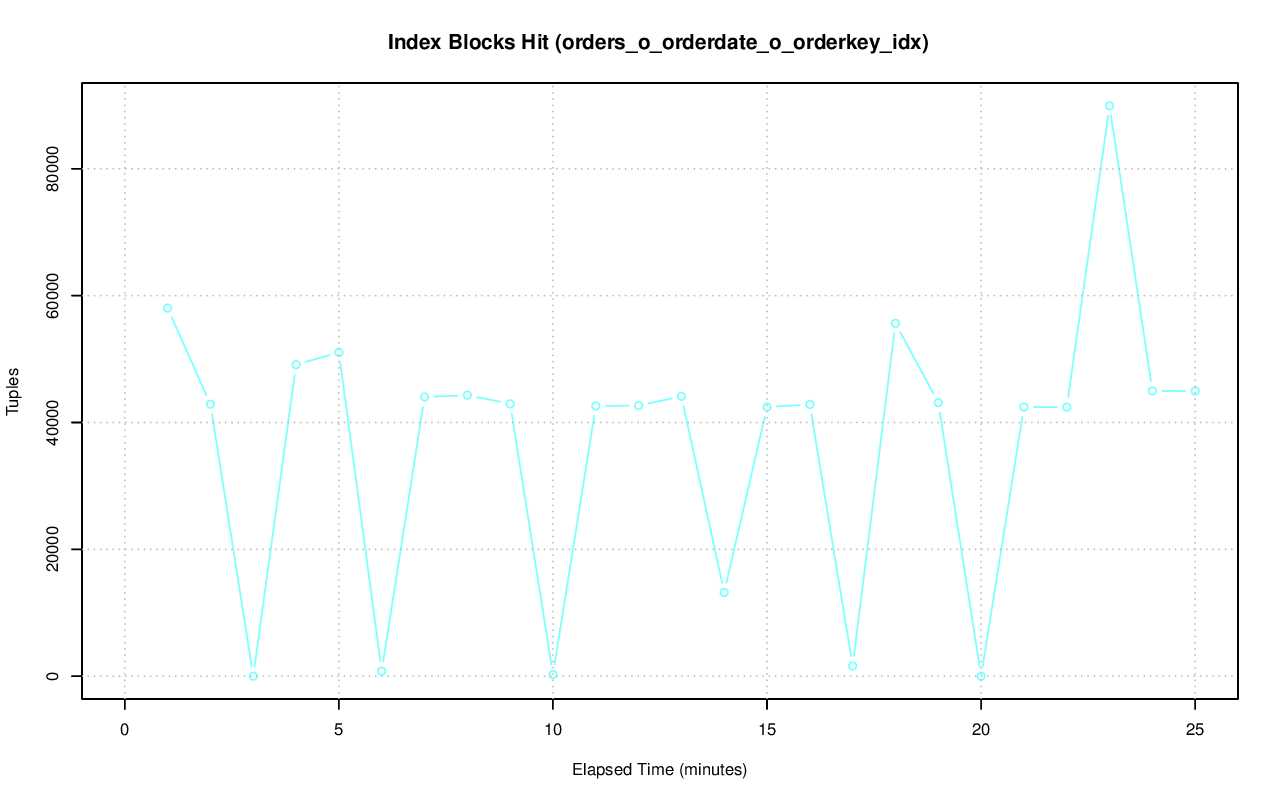 Index Blocks Hit (orders_o_orderdate_o_orderkey_idx)
Tuples
80000
60000
40000
20000
0
0 5 10 15 20 25
Elapsed Time (minutes)